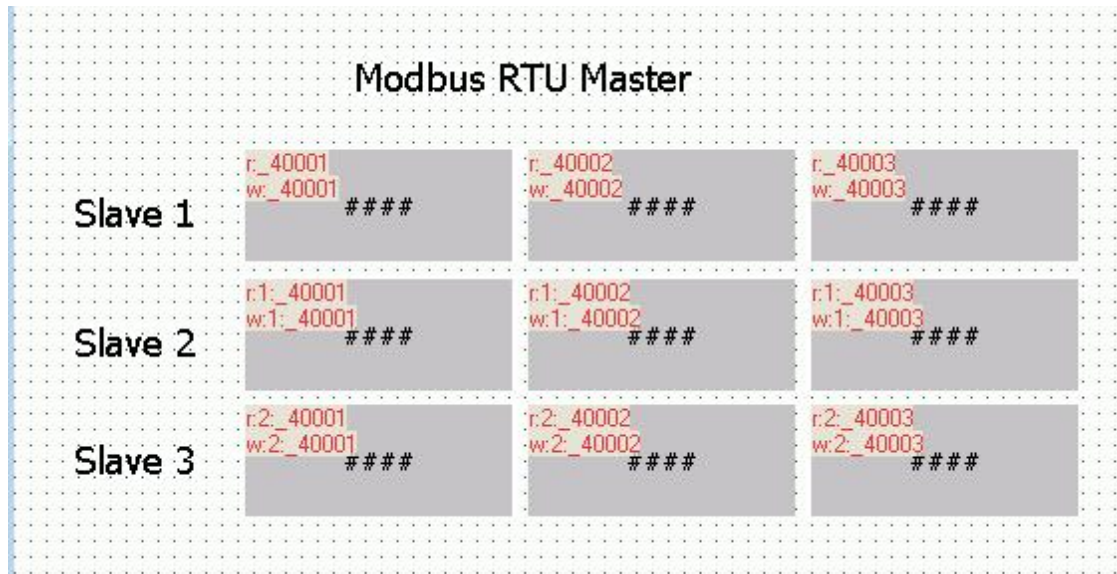 Modbus RTU Master
r:_40001
w:_40001
####
r:_40002
w:_40002
####
r:_40003
w:_40003
####
Slave 1
r:1:_40001
w:1:_40001
####
r:1:_40002
w:1:_40002
####
r:1:_40003
w:1:_40003
####
Slave 2
r:2:_40001
w:2:_40001
####
r:2:_40002
w:2:_40002
####
r:2:_40003
w:2:_40003
####
Slave 3